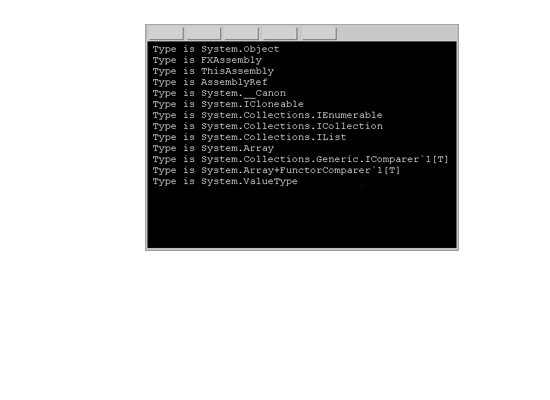 Type is System.Object
Type is FXAssembly
Type is ThisAssembly
Type is AssemblyRef
Type is System.__Canon
Type is System.ICloneable
Type is System.Collections.IEnumerable
Type is System.Collections.ICollection
Type is System.Collections.IList
Type is System.Array
Type is System.Collections.Generic.IComparer`1[T]
Type is System.Array+FunctorComparer`1[T]
Type is System.ValueType